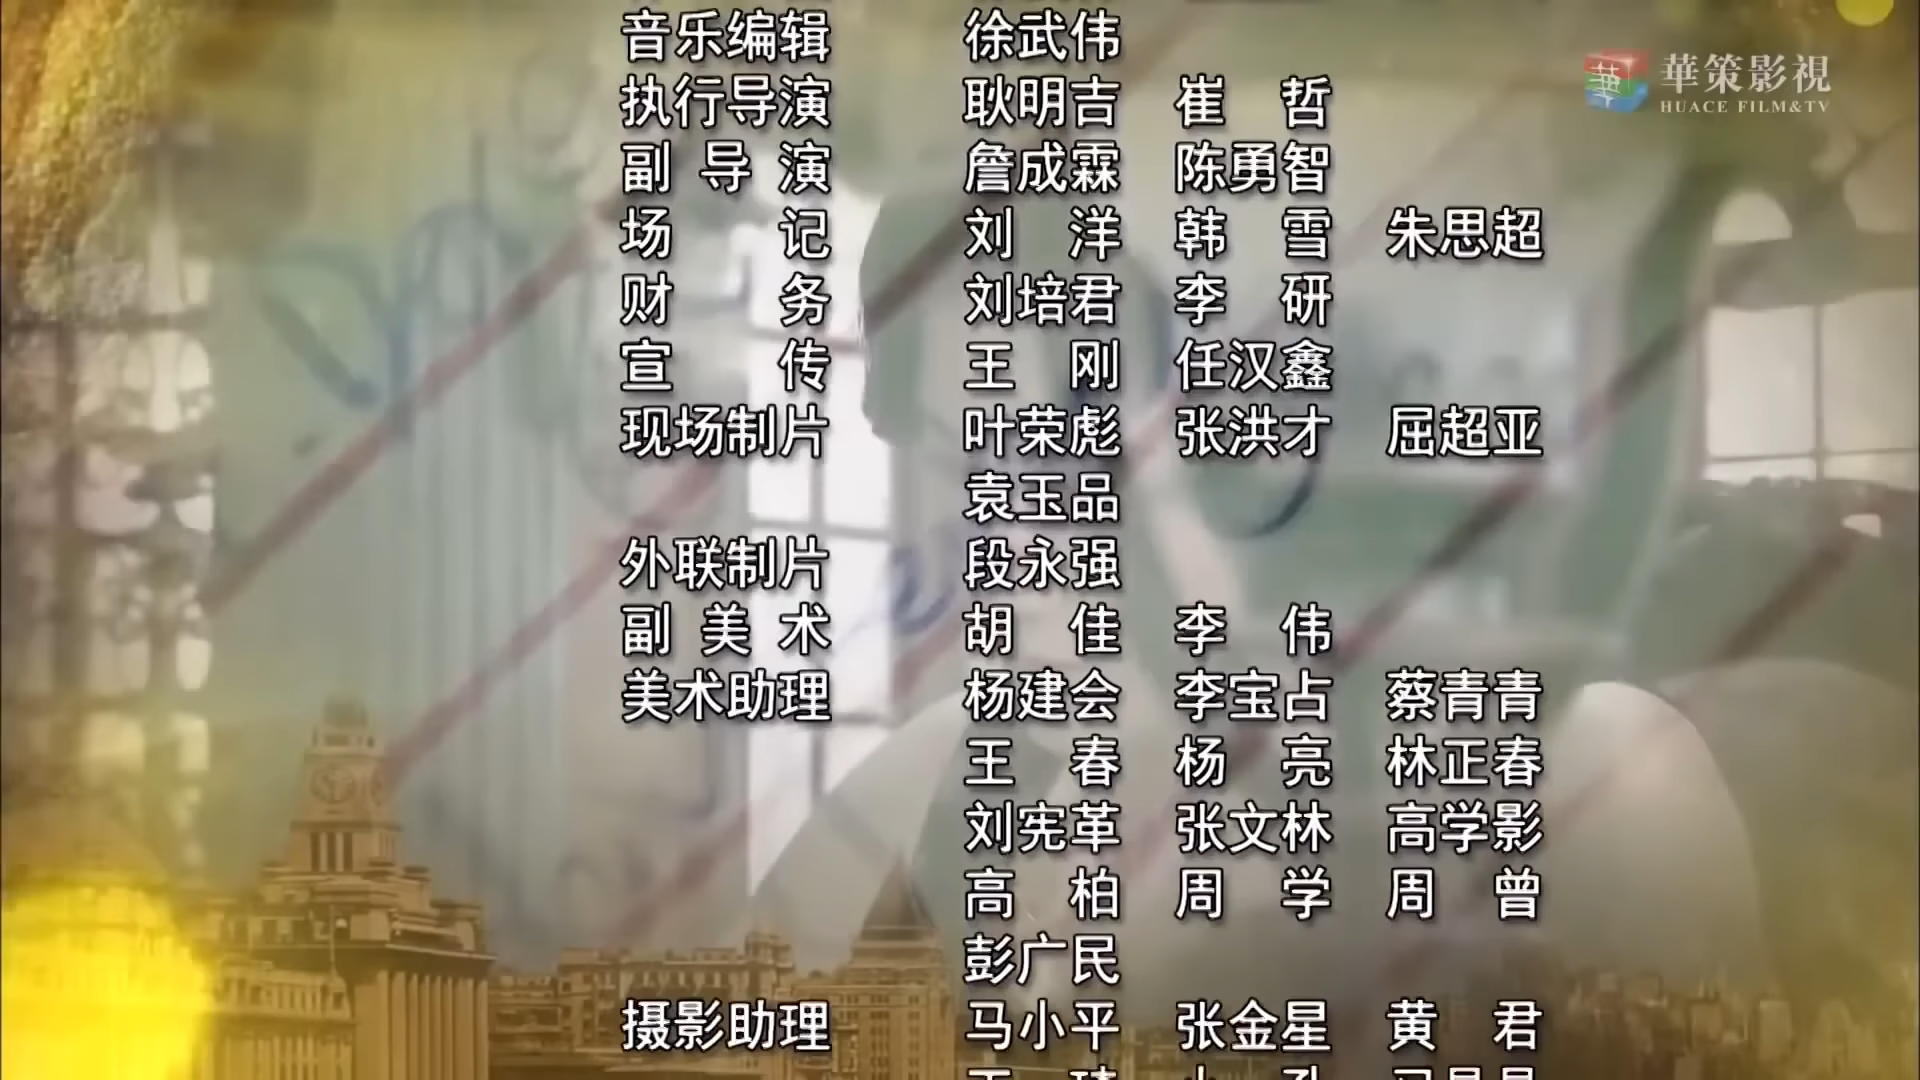 音乐编辑 徐武伟
華策影視
HUACE FILM&TV
执行导演 耿明吉 崔哲
副导演 詹成霖 陈勇智
场记 刘洋 韩雪 朱思超
财务 刘培君 李研
宣传 王刚 任汉鑫
现场制片 叶荣彪 张洪才 屈超亚
袁玉品
外联制片 段永强
副美术 胡佳 李伟
美术助理 杨建会 李宝占 蔡青青
王春 杨亮 林正春
刘宪革 张文林 高学影
高柏 周学 周曾
彭广民
摄影助理 马小平 张金星 黄君